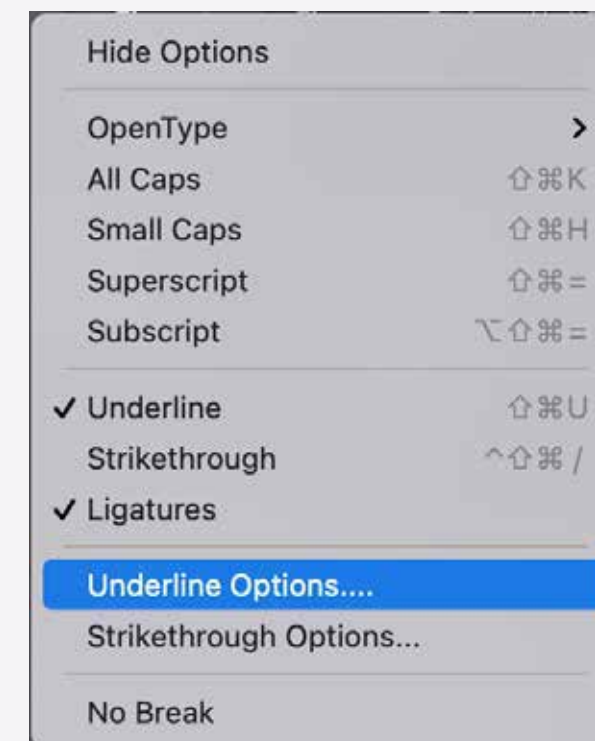 Hide Options
OpenType >
All Caps ⇧⌘K
Small Caps ⇧⌘H
Superscript ⇧⌘=
Subscript ⌥⇧⌘=
✓ Underline ⇧⌘U
Strikethrough ^⇧⌘/
✓ Ligatures
Underline Options....
Strikethrough Options...
No Break